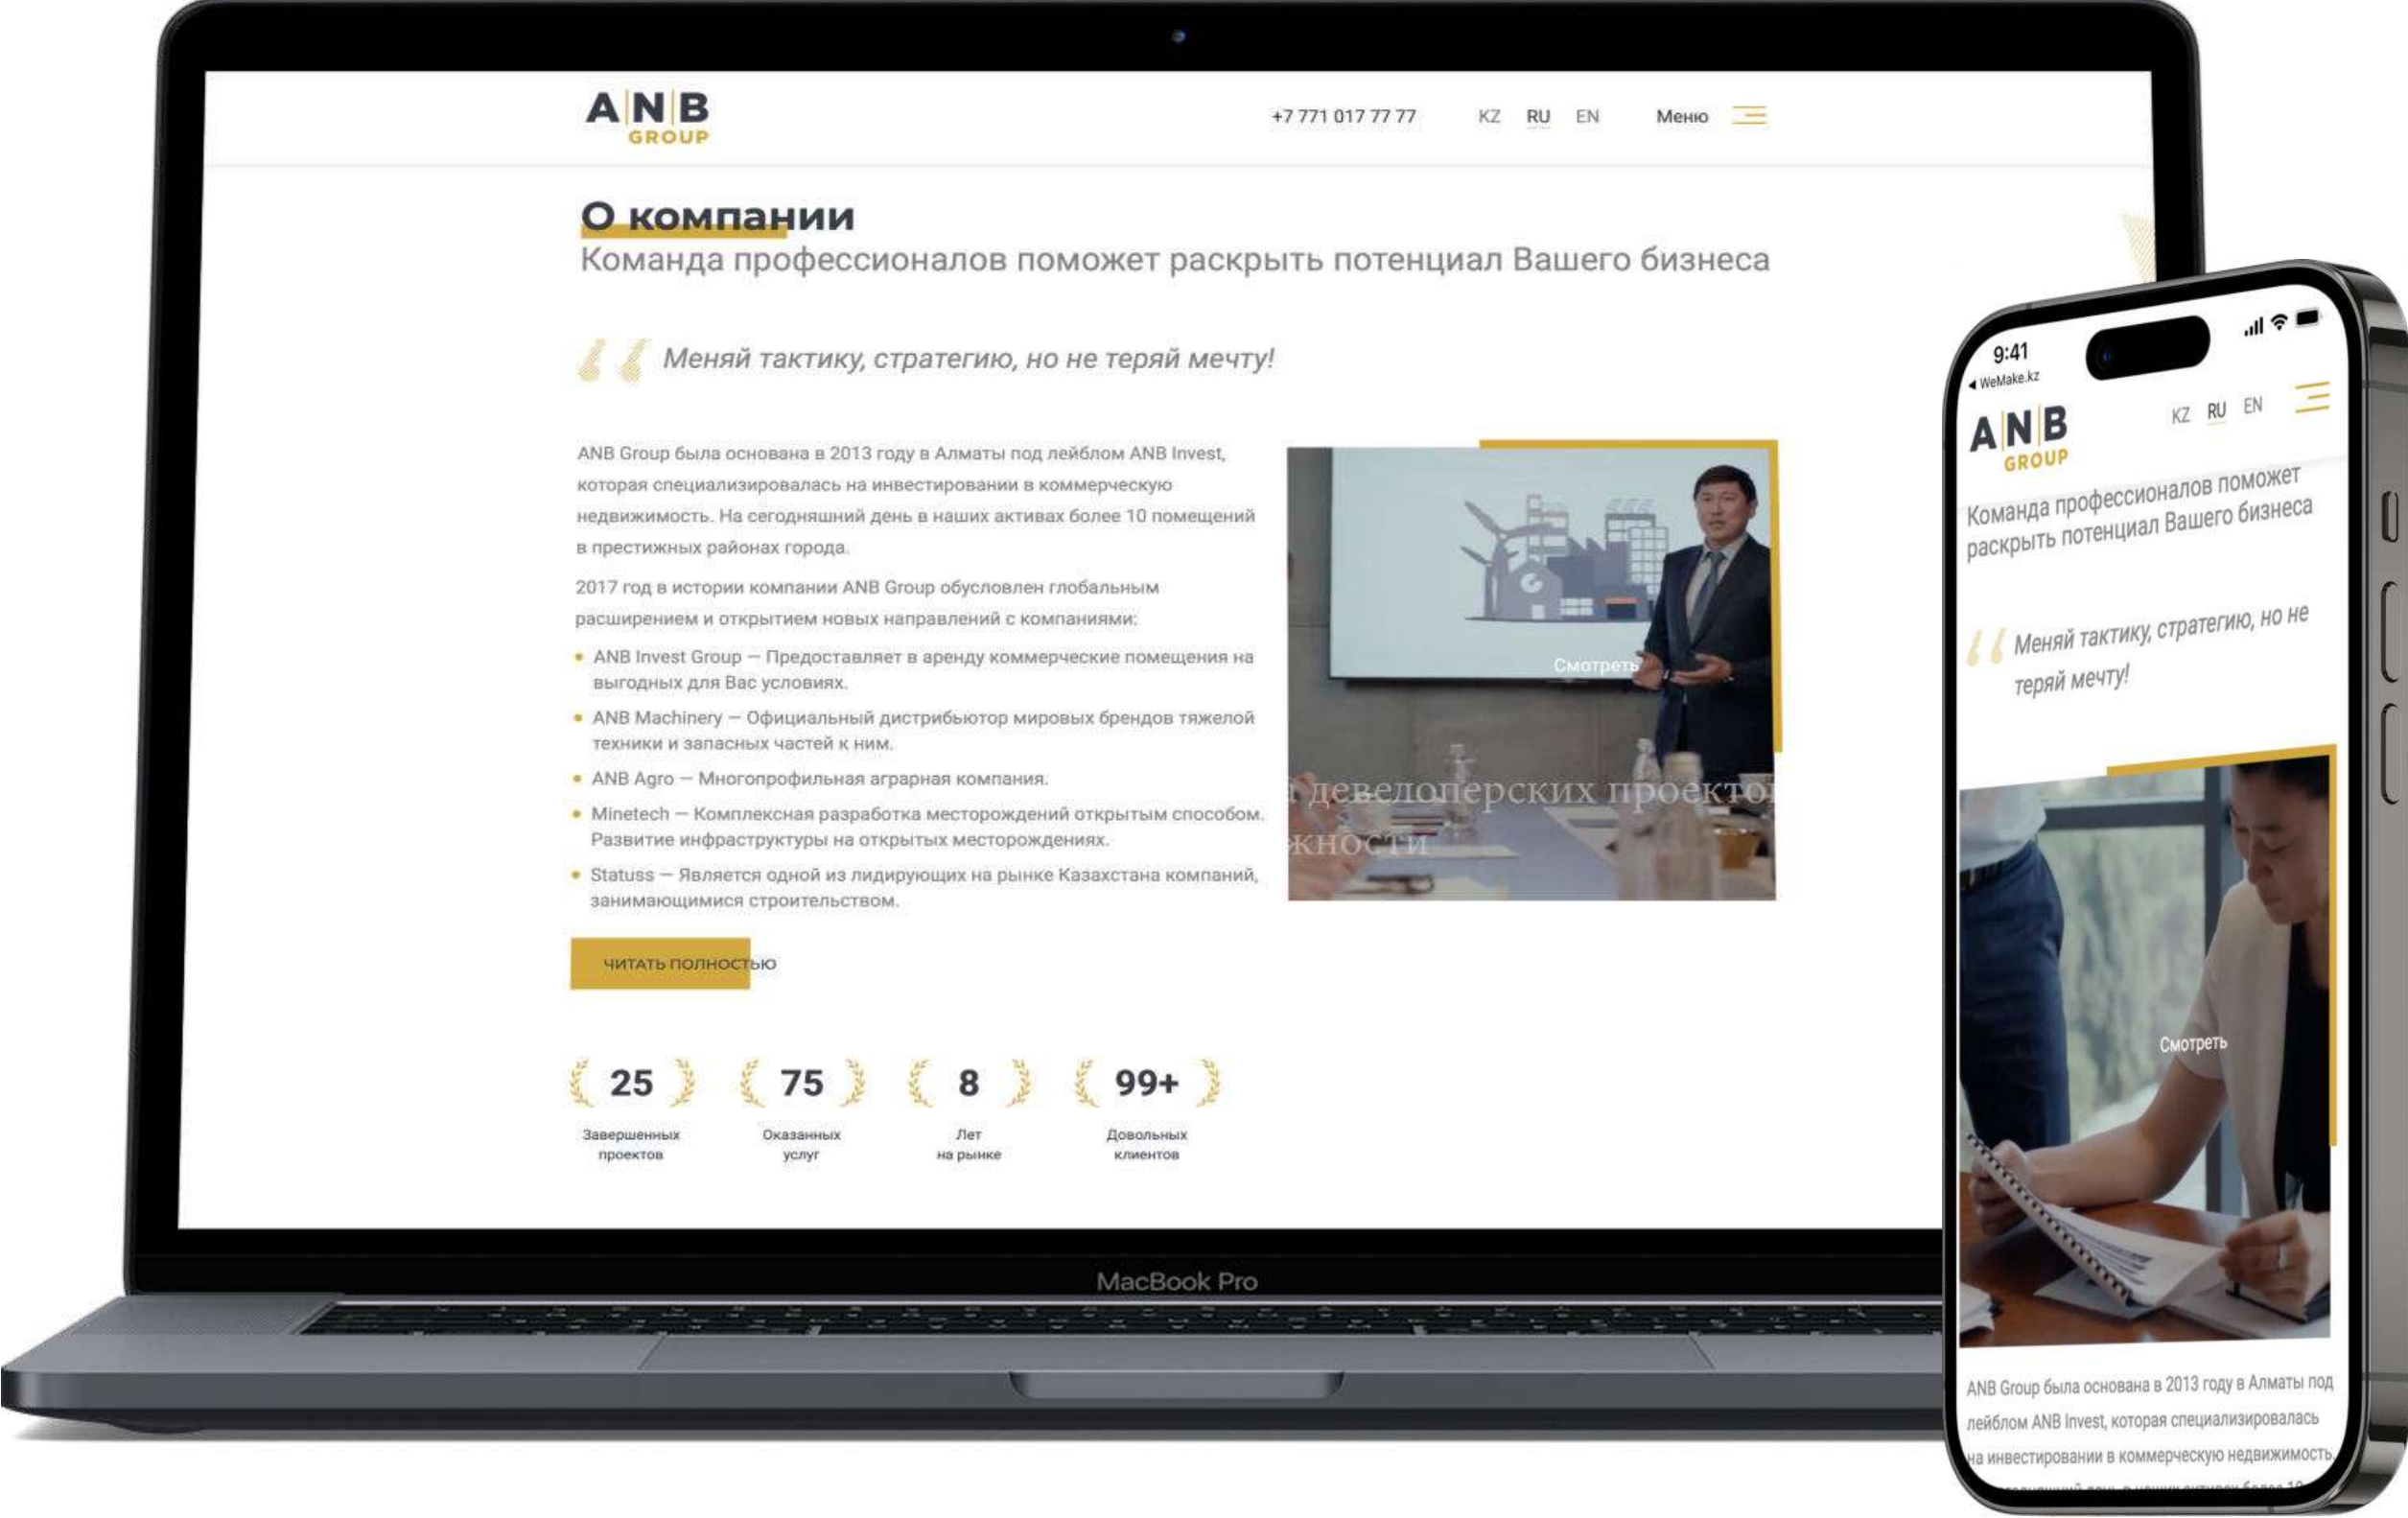 A|N|B
GROUP
+7 771 017 77 77
KZ RU EN
Меню
О компании
Команда профессионалов поможет раскрыть потенциал Вашего бизнеса
Меняй тактику, стратегию, но не теряй мечту!
ANB Group была основана в 2013 году в Алматы под лейблом ANB Invest,
которая специализировалась на инвестировании в коммерческую
недвижимость. На сегодняшний день в наших активах более 10 помещений
в престижных районах города.
2017 год в истории компании ANB Group обусловлен глобальным
расширением и открытием новых направлений с компаниями:
ANB Invest Group — Предоставляет в аренду коммерческие помещения на
выгодных для Вас условиях.
ANB Machinery — Официальный дистрибьютор мировых брендов тяжелой
техники и запасных частей к ним.
ANB Agro — Многопрофильная аграрная компания.
Minetech — Комплексная разработка месторождений открытым способом.
Развитие инфраструктуры на открытых месторождениях.
Statuss — Является одной из лидирующих на рынке Казахстана компаний,
занимающимися строительством.
ЧИТАТЬ ПОЛНОСТЬЮ
Смотреть
девелоперских
25
Завершенных
проектов
75
Оказанных
услуг
8
Лет
на рынке
99+
Довольных
клиентов
MacBook Pro
9:41
WeMake.kz
A|N|B
GROUP
KZ RU EN
Команда профессионалов поможет
раскрыть потенциал Вашего бизнеса
Меняй тактику, стратегию, но не
теряй мечту!
Смотреть
ANB Group была основана в 2013 году в Алматы под
лейблом ANB Invest, которая специализировалась
на инвестировании в коммерческую недвижимость.